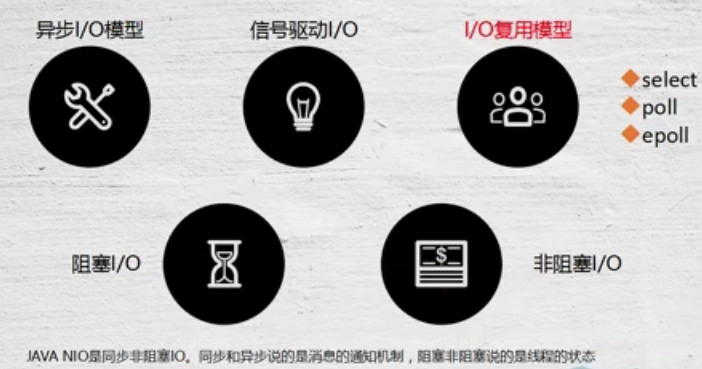 异步I/O模型
信号驱动I/O
I/O复用模型
◆select
◆poll
◆epoll
阻塞I/O
$
非阻塞I/O
JAVA NIO是同步非阻塞IO。同步和异步说的是消息的通知机制，阻塞非阻塞说的是线程的状态